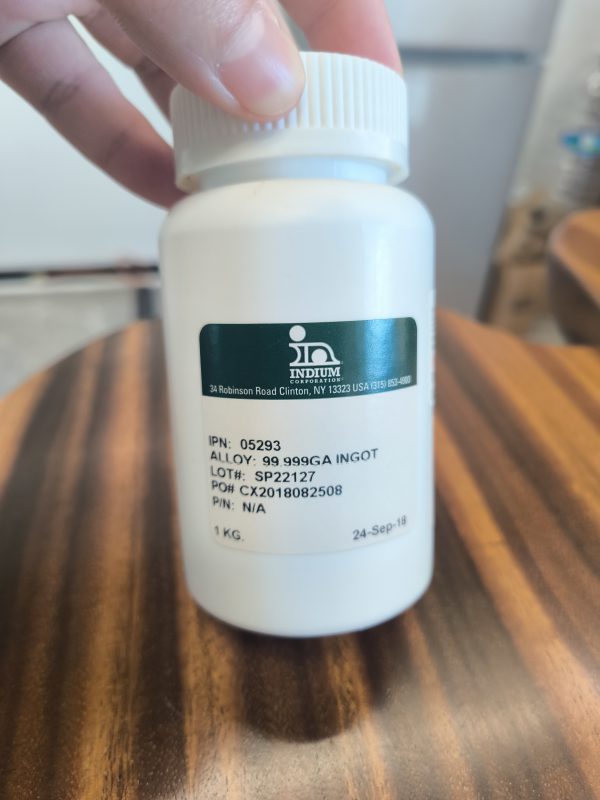 in
INDIUM
CORPORATION
34 Robinson Road Clinton, NY 13323 USA (315) 853-4900
IPN: 05293
ALLOY: 99.999GA INGOT
LOT#: SP22127
PO# CX2018082508
P/N: N/A
1 KG.
24-Sep-18